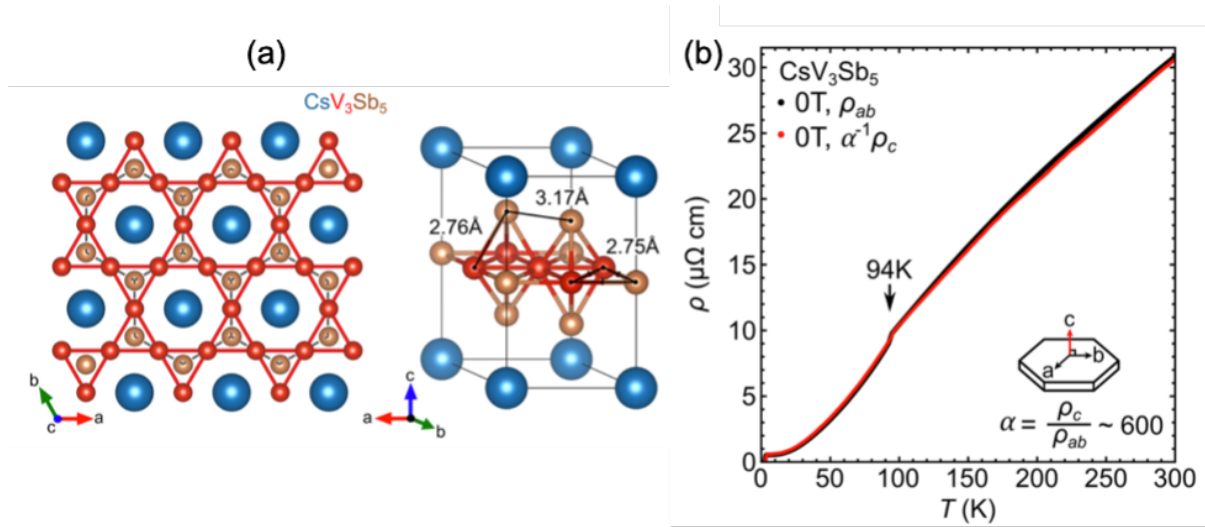 (a)
CsV₃Sb₅
b
c
a
3.17Å
2.76Å
2.75Å
c
a
b
(b)
30
25
20
15
10
5
0
ρ (μΩ cm)
CsV₃Sb₅
• 0T, ρab
• 0T, α⁻¹ρc
94K
c
a
b
α = ρc/ρab ~ 600
0 50 100 150 200 250 300
T (K)